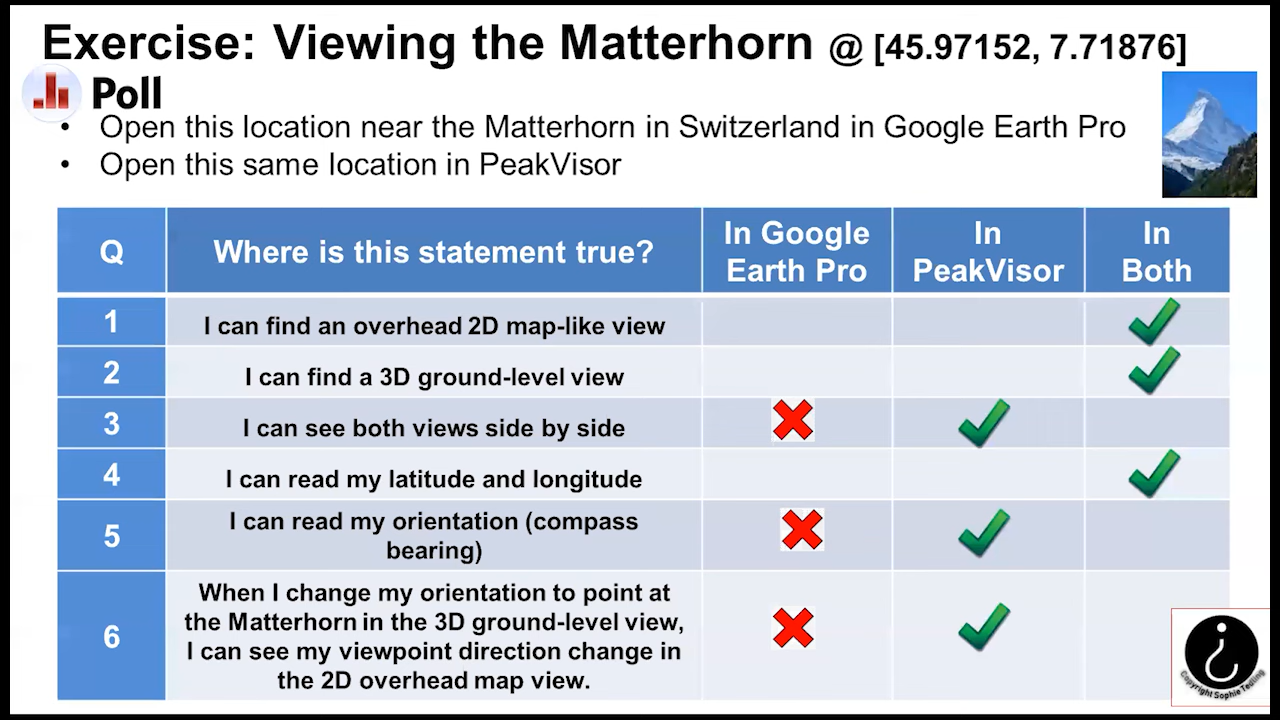 Exercise: Viewing the Matterhorn @ [45.97152, 7.71876]
Poll
• Open this location near the Matterhorn in Switzerland in Google Earth Pro
• Open this same location in PeakVisor
Q
Where is this statement true?
In Google
Earth Pro
In
PeakVisor
In
Both
1
I can find an overhead 2D map-like view
2
I can find a 3D ground-level view
3
I can see both views side by side
4
I can read my latitude and longitude
5
I can read my orientation (compass
bearing)
6
When I change my orientation to point at
the Matterhorn in the 3D ground-level view,
I can see my viewpoint direction change in
the 2D overhead map view.
Copyright Sophie Tedling